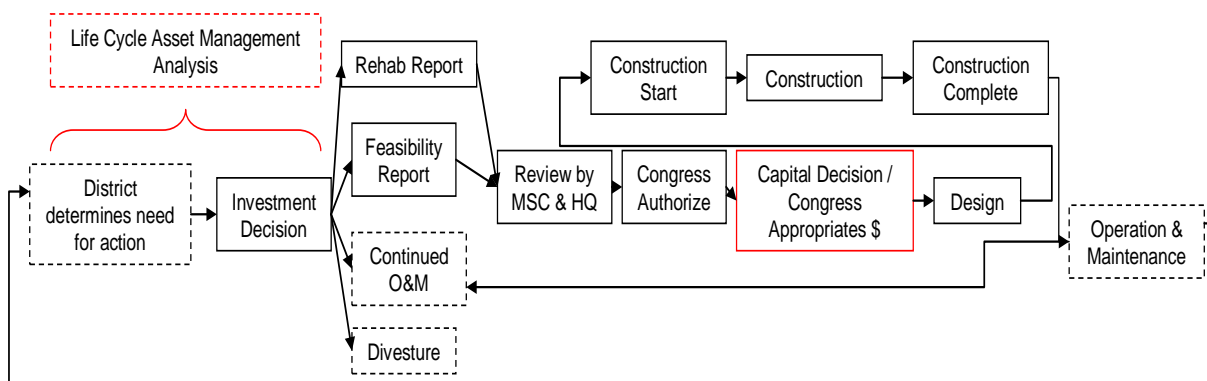 Life Cycle Asset Management
Analysis
Rehab Report
Construction
Start
Construction
Construction
Complete
Feasibility
Report
District
determines need
for action
Investment
Decision
Review by
MSC & HQ
Congress
Authorize
Capital Decision /
Congress
Appropriates $
Design
Operation &
Maintenance
Continued
O&M
Divesture